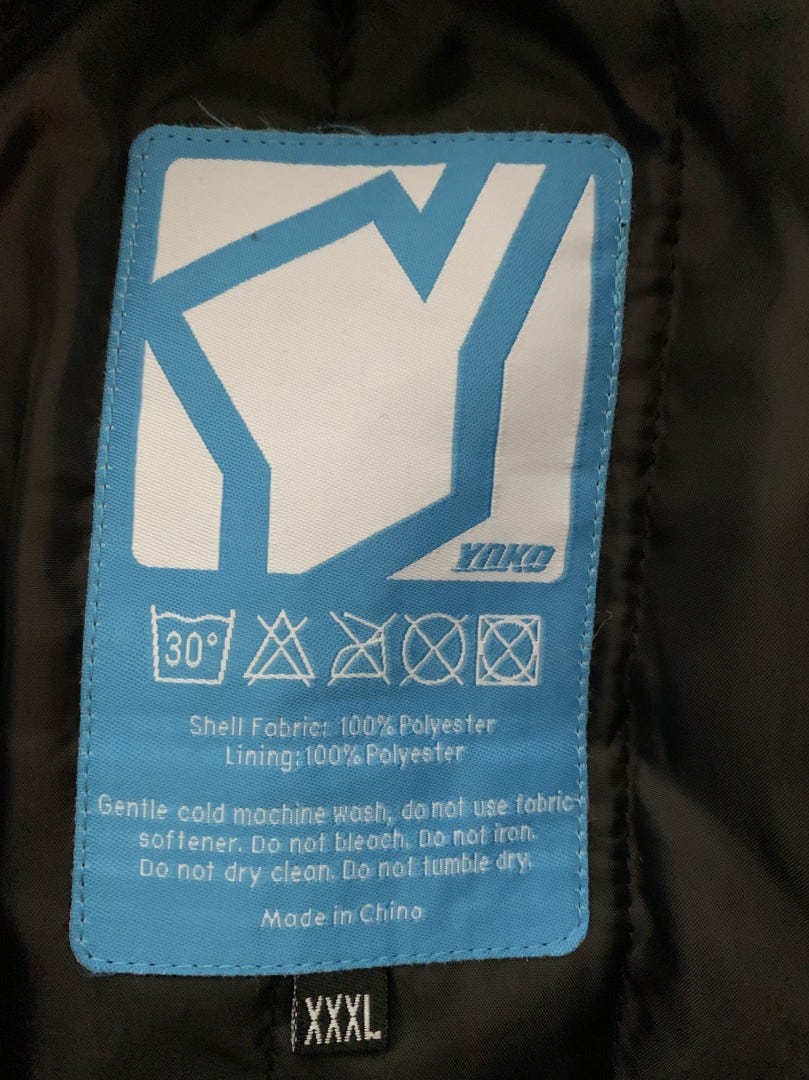 YOKO
30°
Shell Fabric: 100% Polyester
Lining:100% Polyester
Gentle cold machine wash, do not use fabric
softener. Do not bleach. Do not iron.
Do not dry clean. Do not tumble dry.
Made in China
XXXL